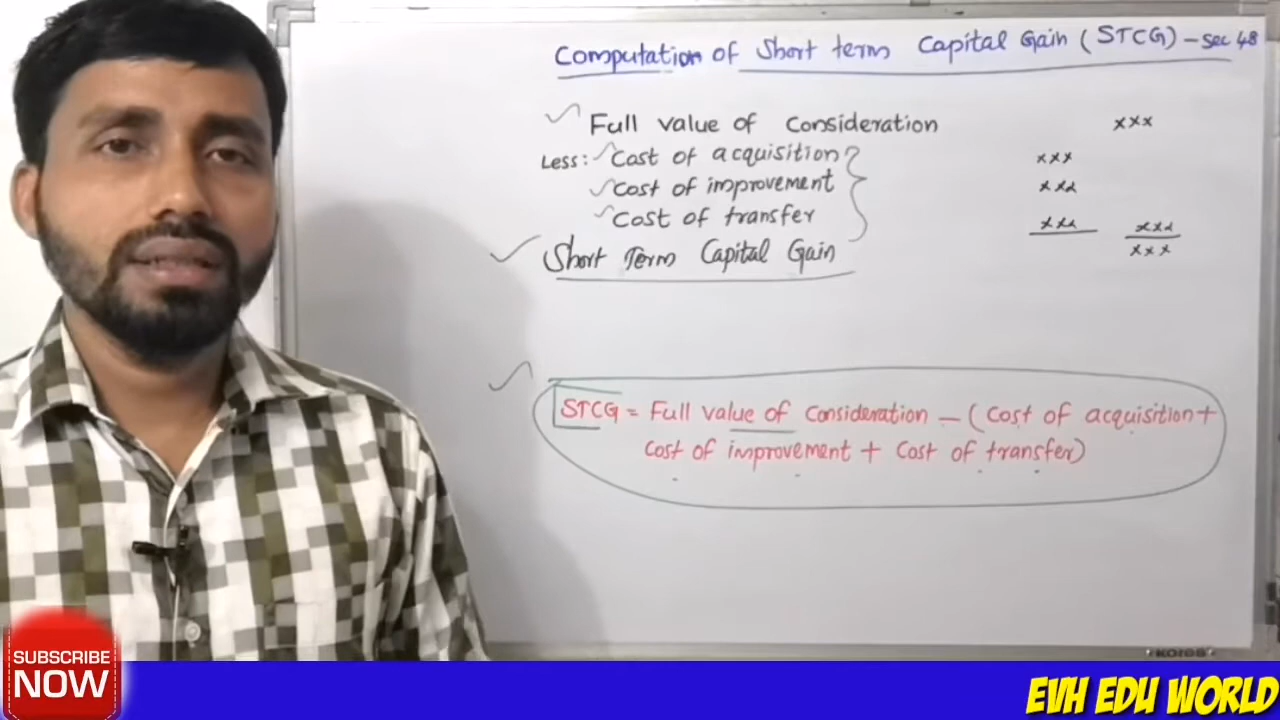 Computation of Short term Capital Gain (STCG) - Sec 48
Full value of Consideration xxx
Less: Cost of acquisition xxx
Cost of improvement xxx
Cost of transfer xxx xxx
Short Term Capital Gain xxx
STCG = Full value of Consideration - (Cost of acquisition +
Cost of improvement + Cost of transfer)
KORES
SUBSCRIBE
NOW
EVH EDU WORLD